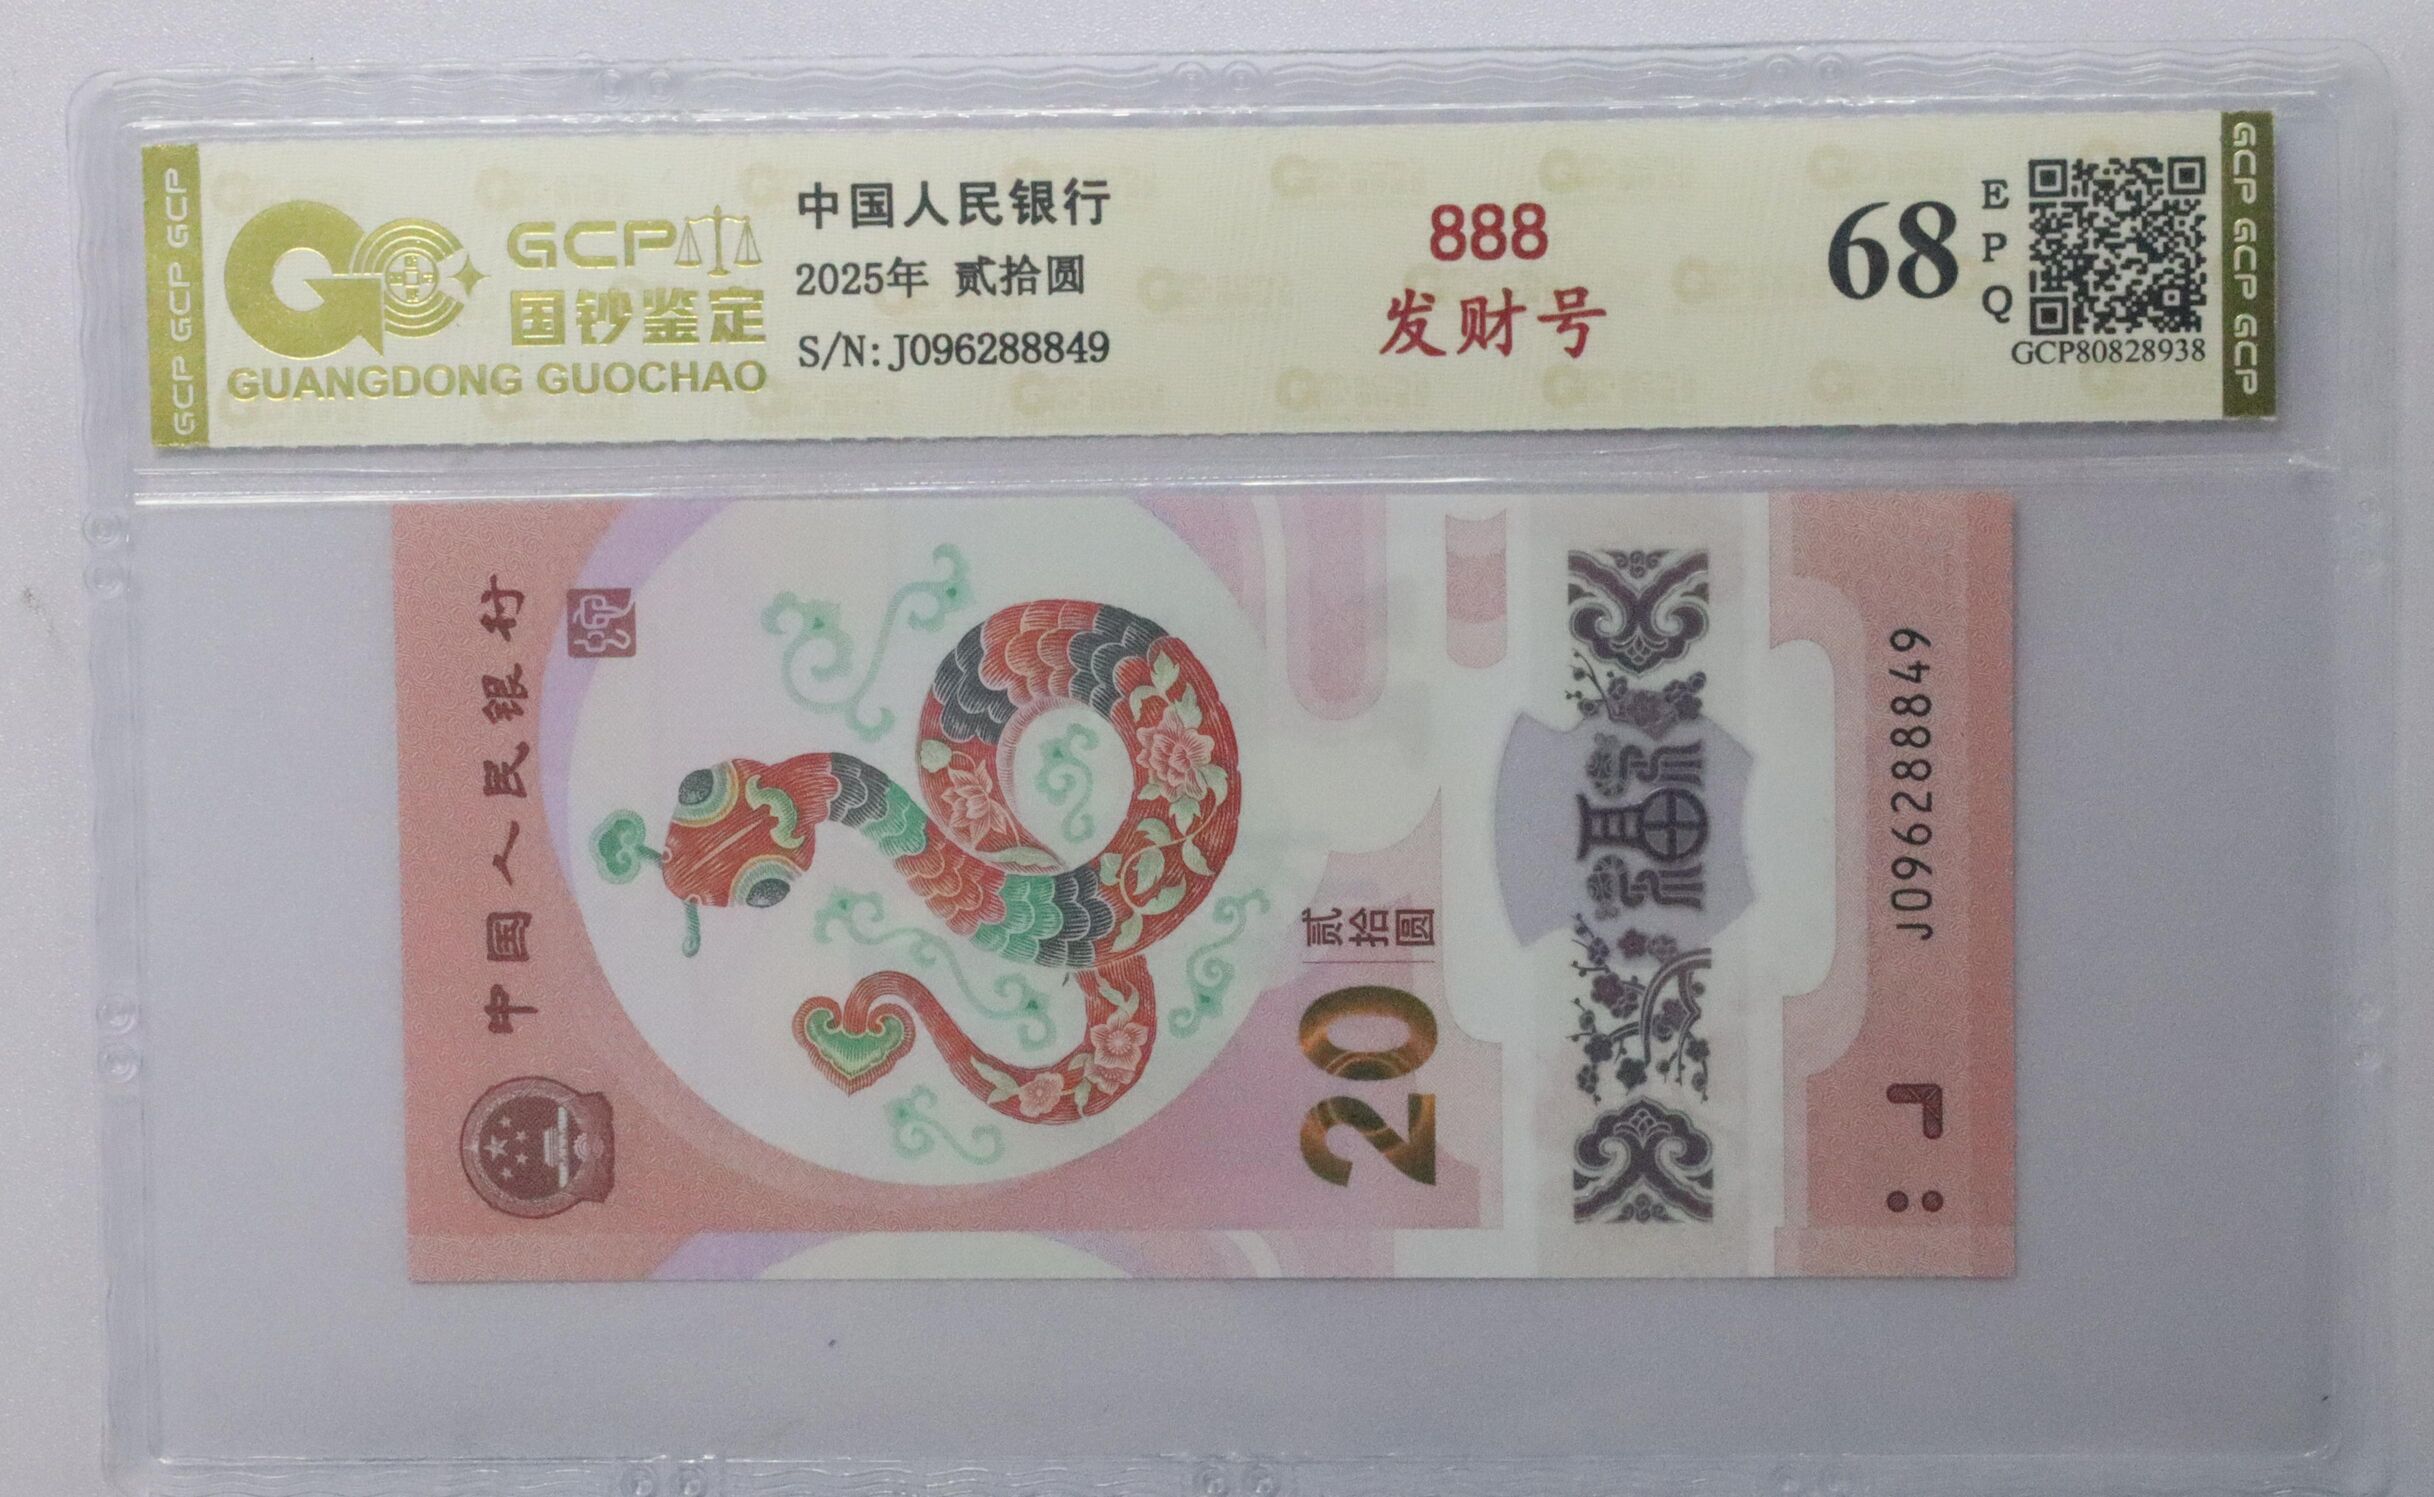 GCP GCP GCP
GCP
国钞鉴定
GUANGDONG GUOCHAO
中国人民银行
2025年 贰拾圆
S/N: J096288849
888
发财号
68
EPQ
GCP80828938
GCP GCP GCP
中国人民银行
20
贰拾圆
福
J096288849